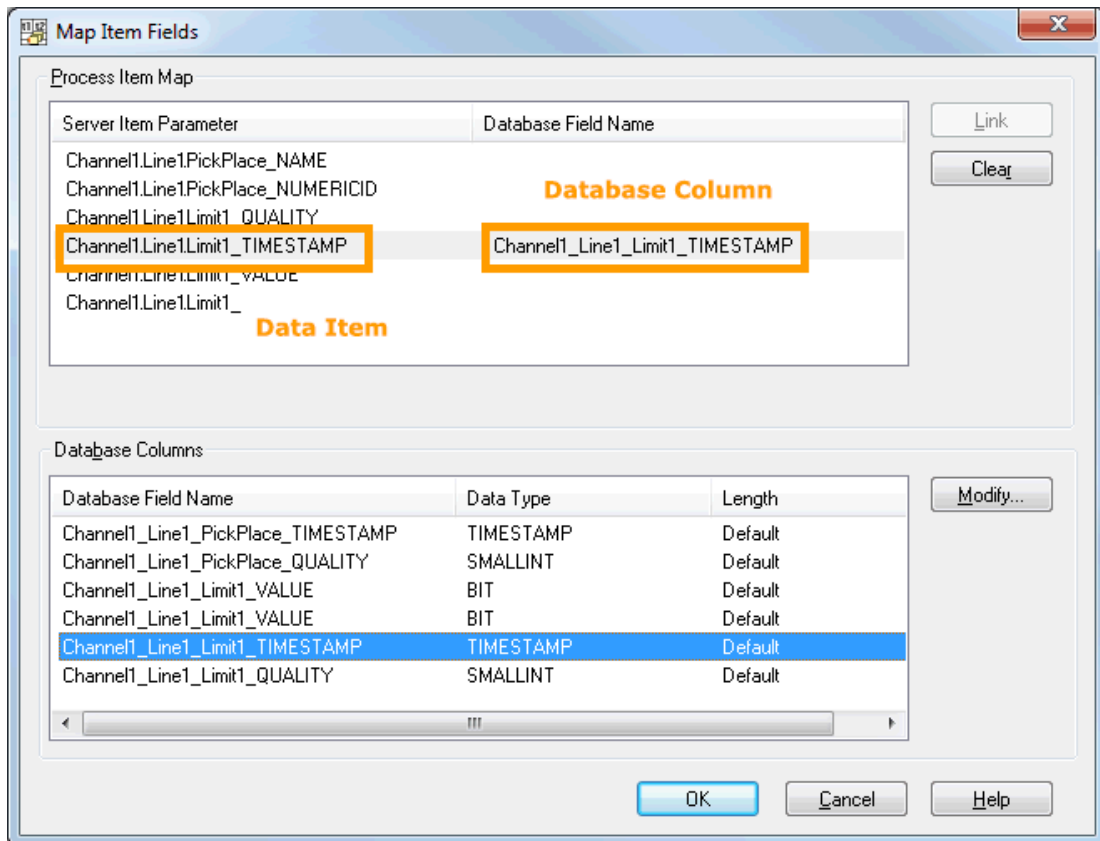 Map Item Fields
Process Item Map
Server Item Parameter Database Field Name
Link
Channel1.Line1.PickPlace_NAME
Clear
Channel1.Line1.PickPlace_NUMERICID
Database Column
Channel1.Line1.Limit1_QUALITY
Channel1.Line1.Limit1_TIMESTAMP Channel1_Line1_Limit1_TIMESTAMP
Channel1.Line1.Limit1_VALUE
Channel1.Line1.Limit1_
Data Item
Database Columns
Database Field Name Data Type Length
Modify...
Channel1_Line1_PickPlace_TIMESTAMP TIMESTAMP Default
Channel1_Line1_PickPlace_QUALITY SMALLINT Default
Channel1_Line1_Limit1_VALUE BIT Default
Channel1_Line1_Limit1_VALUE BIT Default
Channel1_Line1_Limit1_TIMESTAMP TIMESTAMP Default
Channel1_Line1_Limit1_QUALITY SMALLINT Default
OK Cancel Help